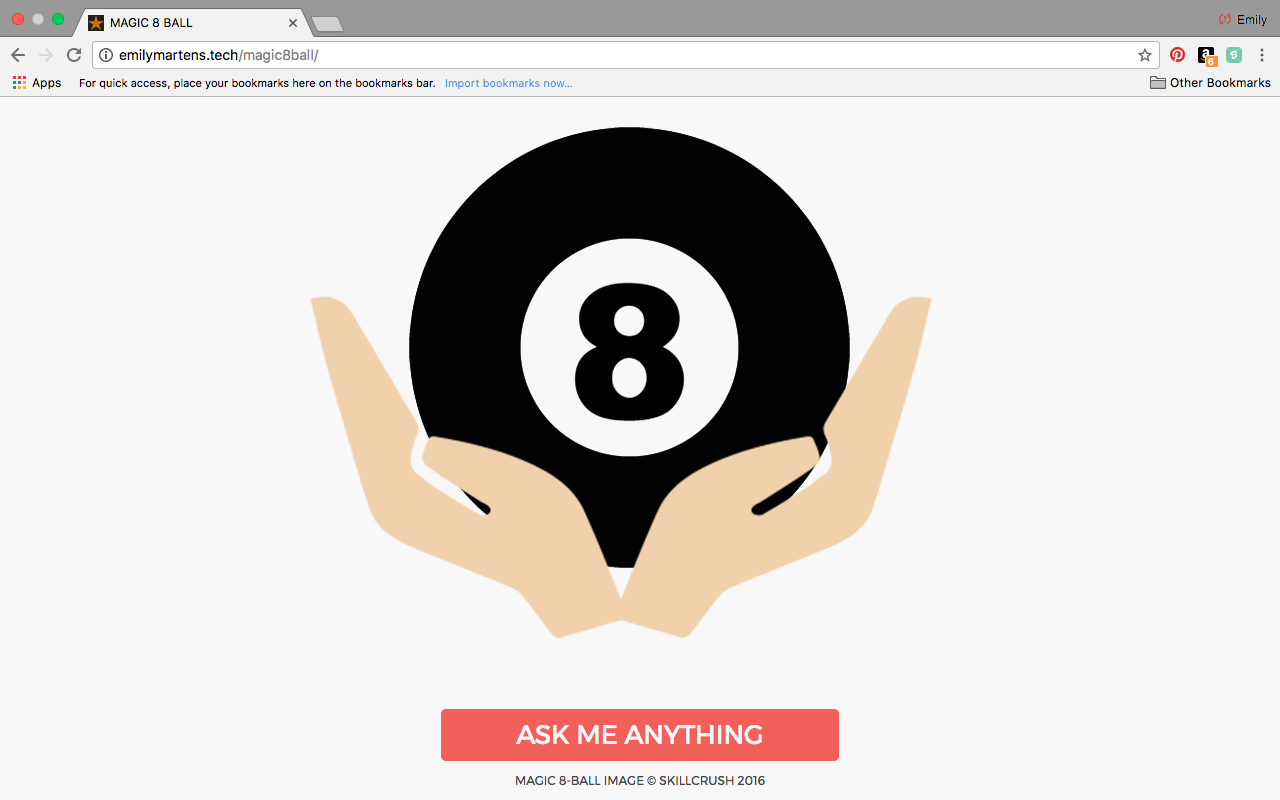 MAGIC 8 BALL
Emily
emilymartens.tech/magic8ball/
6
Apps For quick access, place your bookmarks here on the bookmarks bar. Import bookmarks now... Other Bookmarks
8
ASK ME ANYTHING
MAGIC 8-BALL IMAGE © SKILLCRUSH 2016